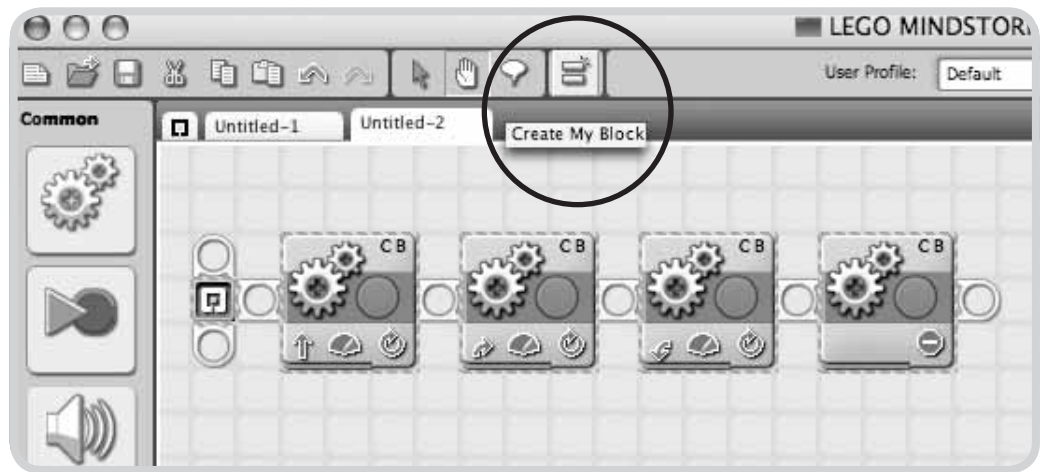 LEGO MINDSTOR
User Profile: Default
Common
Untitled-1 Untitled-2
Create My Block
C B C B C B C B